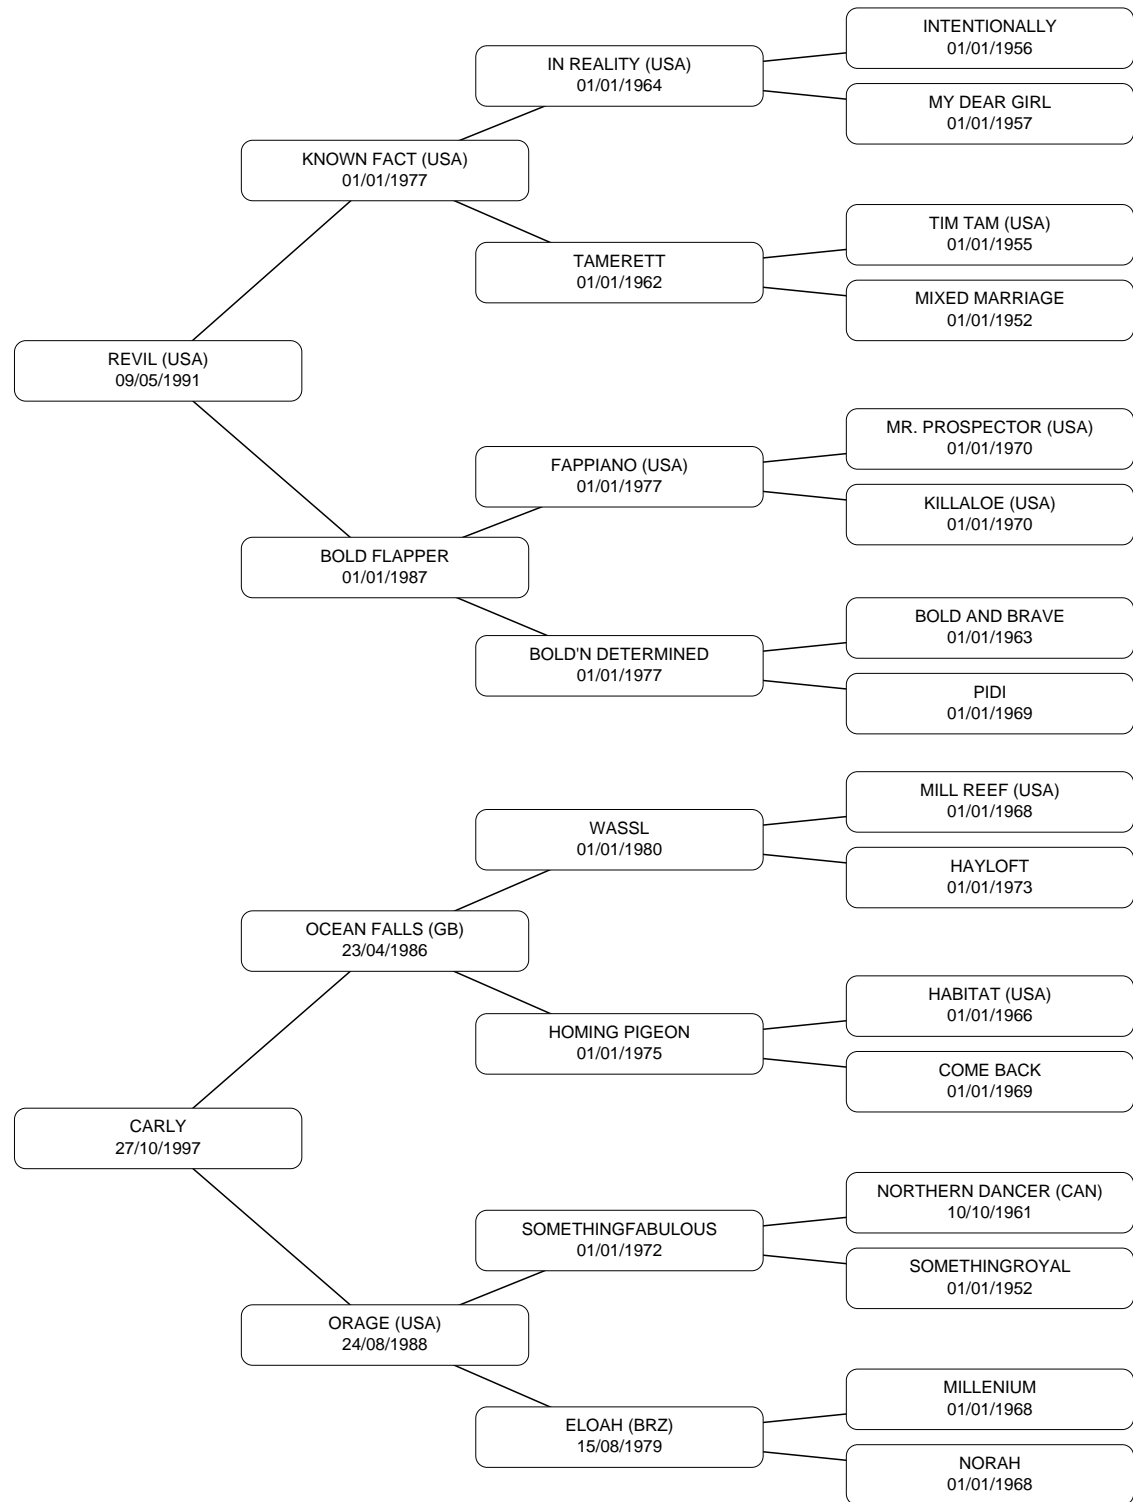 INTENTIONALLY
01/01/1956
IN REALITY (USA)
01/01/1964
MY DEAR GIRL
01/01/1957
KNOWN FACT (USA)
01/01/1977
TIM TAM (USA)
01/01/1955
TAMERETT
01/01/1962
MIXED MARRIAGE
01/01/1952
REVIL (USA)
09/05/1991
MR. PROSPECTOR (USA)
01/01/1970
FAPPIANO (USA)
01/01/1977
KILLALOE (USA)
01/01/1970
BOLD FLAPPER
01/01/1987
BOLD AND BRAVE
01/01/1963
BOLD'N DETERMINED
01/01/1977
PIDI
01/01/1969
MILL REEF (USA)
01/01/1968
WASSL
01/01/1980
HAYLOFT
01/01/1973
OCEAN FALLS (GB)
23/04/1986
HABITAT (USA)
01/01/1966
HOMING PIGEON
01/01/1975
COME BACK
01/01/1969
CARLY
27/10/1997
NORTHERN DANCER (CAN)
10/10/1961
SOMETHINGFABULOUS
01/01/1972
SOMETHINGROYAL
01/01/1952
ORAGE (USA)
24/08/1988
MILLENIUM
01/01/1968
ELOAH (BRZ)
15/08/1979
NORAH
01/01/1968